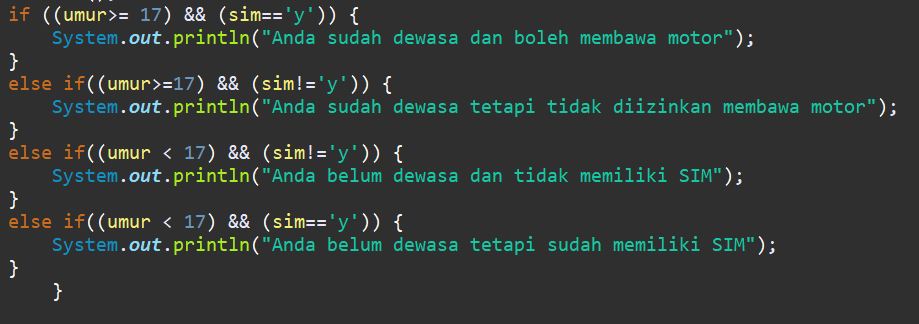 if ((umur>= 17) && (sim=='y')) {
    System.out.println("Anda sudah dewasa dan boleh membawa motor");
}
else if((umur>=17) && (sim!='y')) {
    System.out.println("Anda sudah dewasa tetapi tidak diizinkan membawa motor");
}
else if((umur < 17) && (sim!='y')) {
    System.out.println("Anda belum dewasa dan tidak memiliki SIM");
}
else if((umur < 17) && (sim=='y')) {
    System.out.println("Anda belum dewasa tetapi sudah memiliki SIM");
}
    }